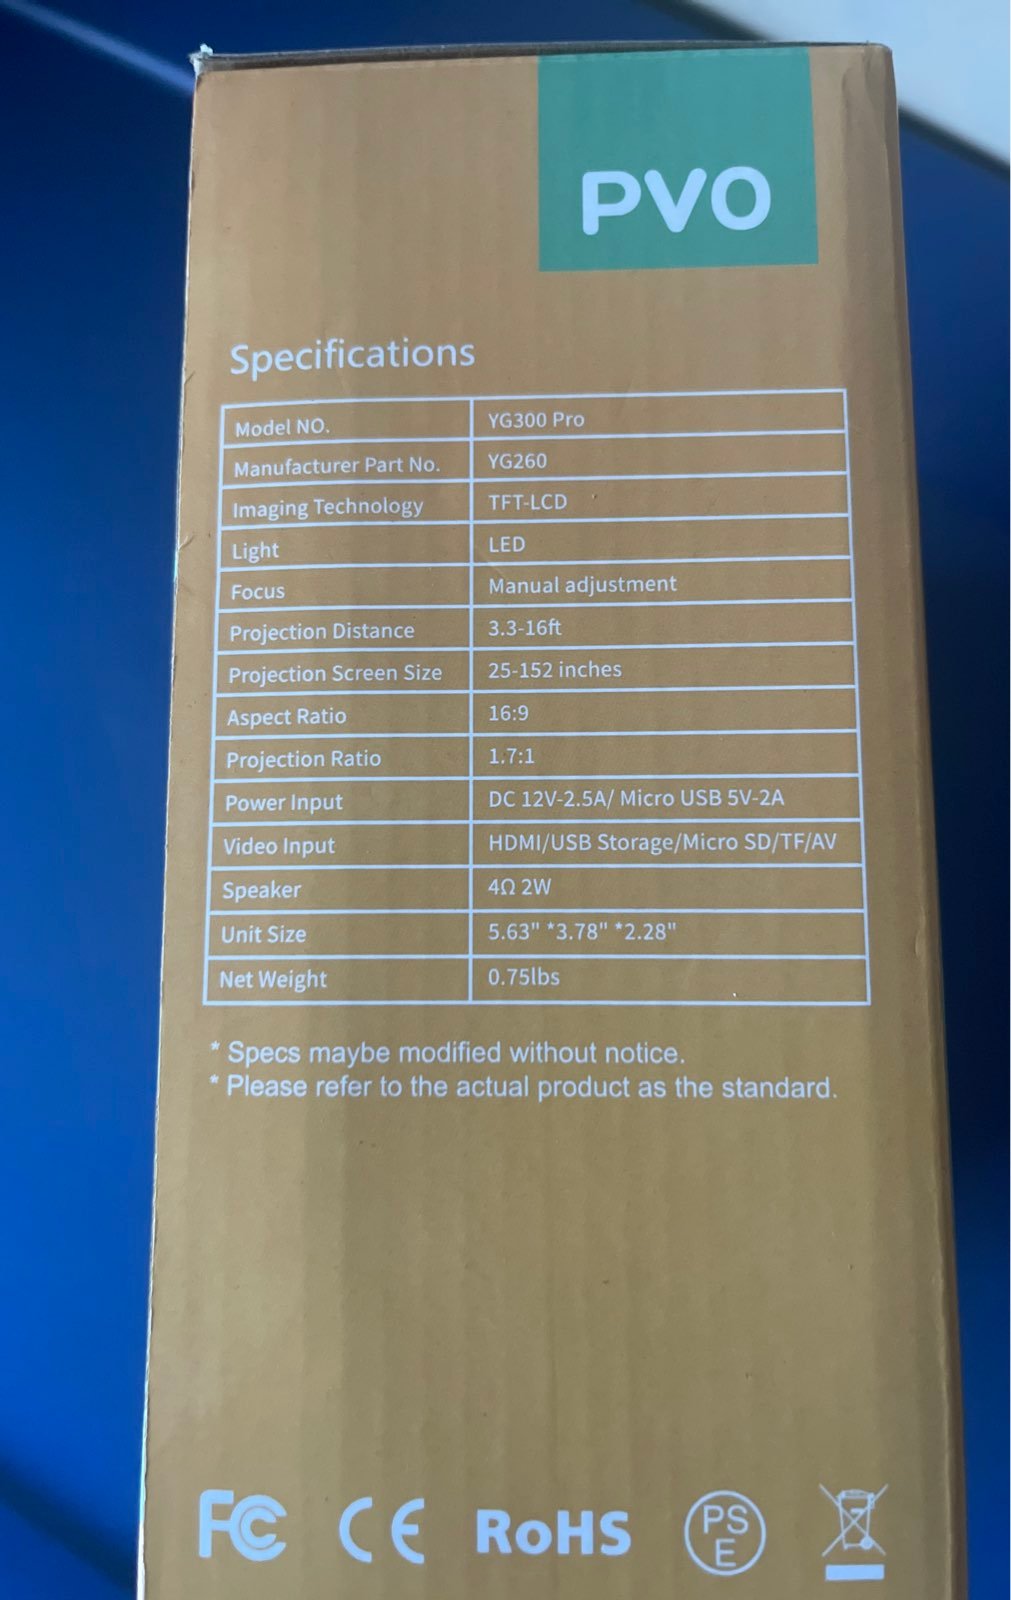 PVO
Specifications
Model NO. YG300 Pro
Manufacturer Part No. YG260
Imaging Technology TFT-LCD
Light LED
Focus Manual adjustment
Projection Distance 3.3-16ft
Projection Screen Size 25-152 inches
Aspect Ratio 16:9
Projection Ratio 1.7:1
Power Input DC 12V-2.5A/ Micro USB 5V-2A
Video Input HDMI/USB Storage/Micro SD/TF/AV
Speaker 4Ω 2W
Unit Size 5.63" *3.78" *2.28"
Net Weight 0.75lbs
* Specs maybe modified without notice.
* Please refer to the actual product as the standard.
FC CE RoHS PSE